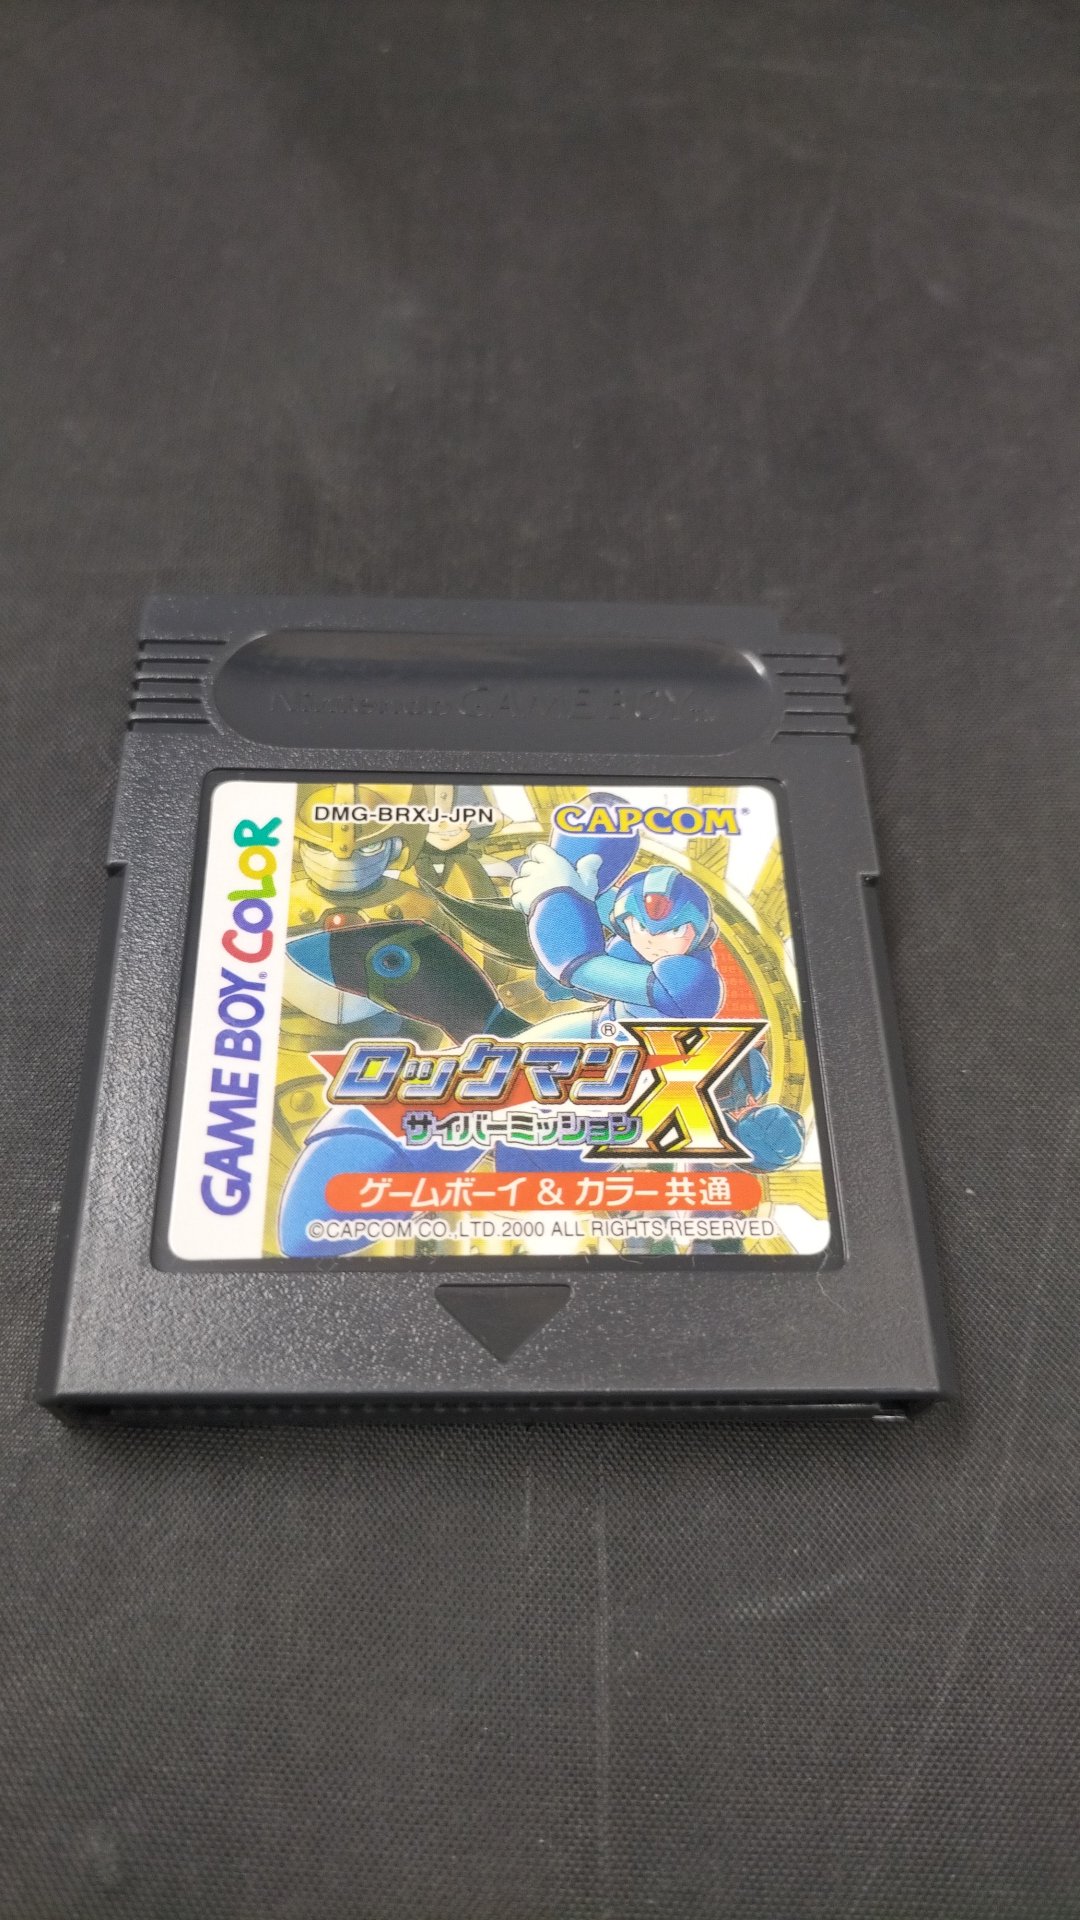 Nintendo GAME BOY TM
DMG-BRXJ-JPN
CAPCOM®
GAME BOY® COLOR
ロックマン®X
サイバーミッション
ゲームボーイ & カラー共通
©CAPCOM CO.,LTD.2000 ALL RIGHTS RESERVED